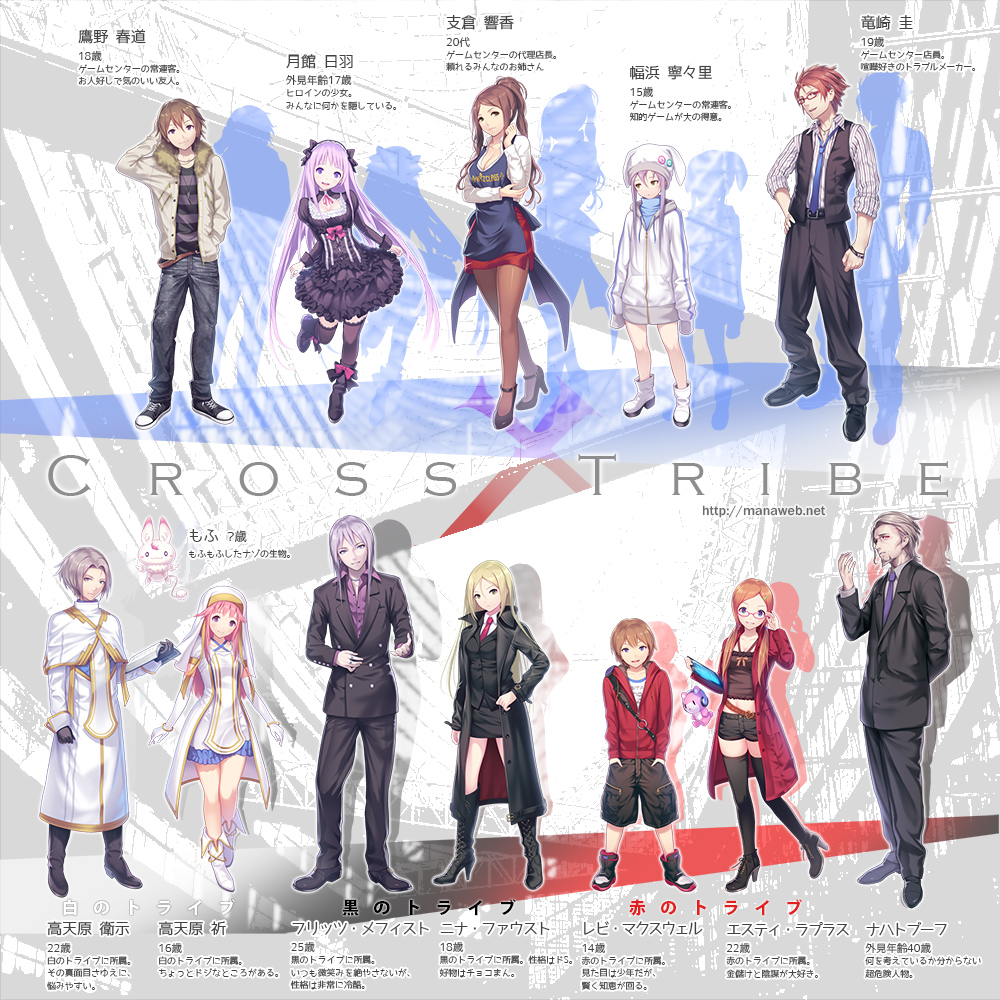 鷹野 春道
18歳
ゲームセンターの常連客。
お人好しで気のいい友人。
月館 日羽
外見年齢17歳
ヒロインの少女。
みんなに何かを隠している。
支倉 響香
20代
ゲームセンターの代理店長。
頼れるみんなのお姉さん
幅浜 寧々里
15歳
ゲームセンターの常連客。
知的ゲームが大の得意。
竜崎 圭
19歳
ゲームセンター店員。
喧嘩好きのトラブルメーカー。
CROSS TRIBE
http://manaweb.net
もふ ?歳
もふもふしたナゾの生物。
白のトライブ
高天原 衛示
22歳
白のトライブに所属。
その真面目さゆえに、
悩みやすい。
高天原 祈
16歳
白のトライブに所属。
ちょっとドジなところがある。
黒のトライブ
フリッツ・メフィスト
25歳
黒のトライブに所属。
いつも微笑みを絶やさないが、
性格は非常に冷酷。
ニナ・ファウスト
18歳
黒のトライブに所属。性格はドS。
好物はチョコまん。
赤のトライブ
レビ・マクスウェル
14歳
赤のトライブに所属。
見た目は少年だが、
賢く知恵が回る。
エスティ・ラプラス
22歳
赤のトライブに所属。
金儲けと陰謀が大好き。
ナハトプーフ
外見年齢40歳
何を考えているか分からない
超危険人物。